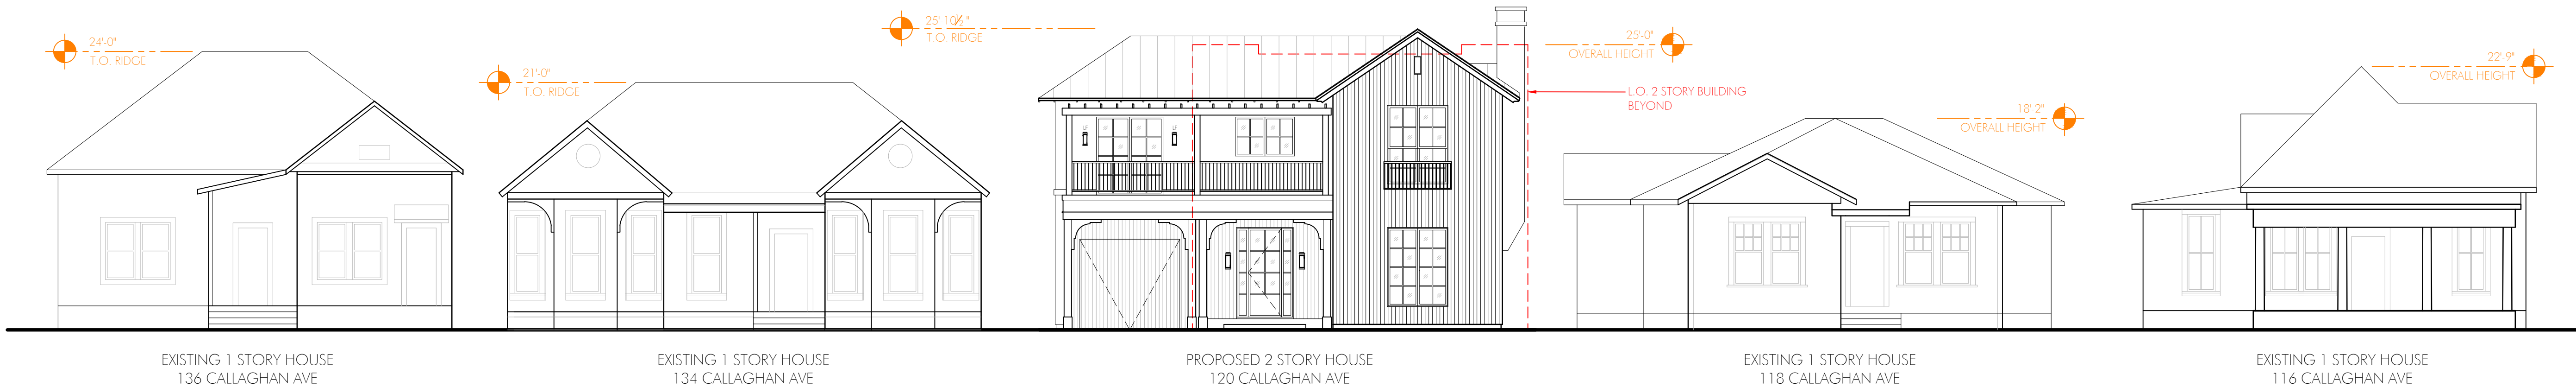 24'-0"
T.O. RIDGE
21'-0"
T.O. RIDGE
25'-10½"
T.O. RIDGE
25'-0"
OVERALL HEIGHT
L.O. 2 STORY BUILDING
BEYOND
18'-2"
OVERALL HEIGHT
22'-9"
OVERALL HEIGHT
EXISTING 1 STORY HOUSE
136 CALLAGHAN AVE
EXISTING 1 STORY HOUSE
134 CALLAGHAN AVE
PROPOSED 2 STORY HOUSE
120 CALLAGHAN AVE
EXISTING 1 STORY HOUSE
118 CALLAGHAN AVE
EXISTING 1 STORY HOUSE
116 CALLAGHAN AVE